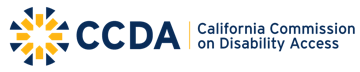 CCDA
California Commission
on Disability Access